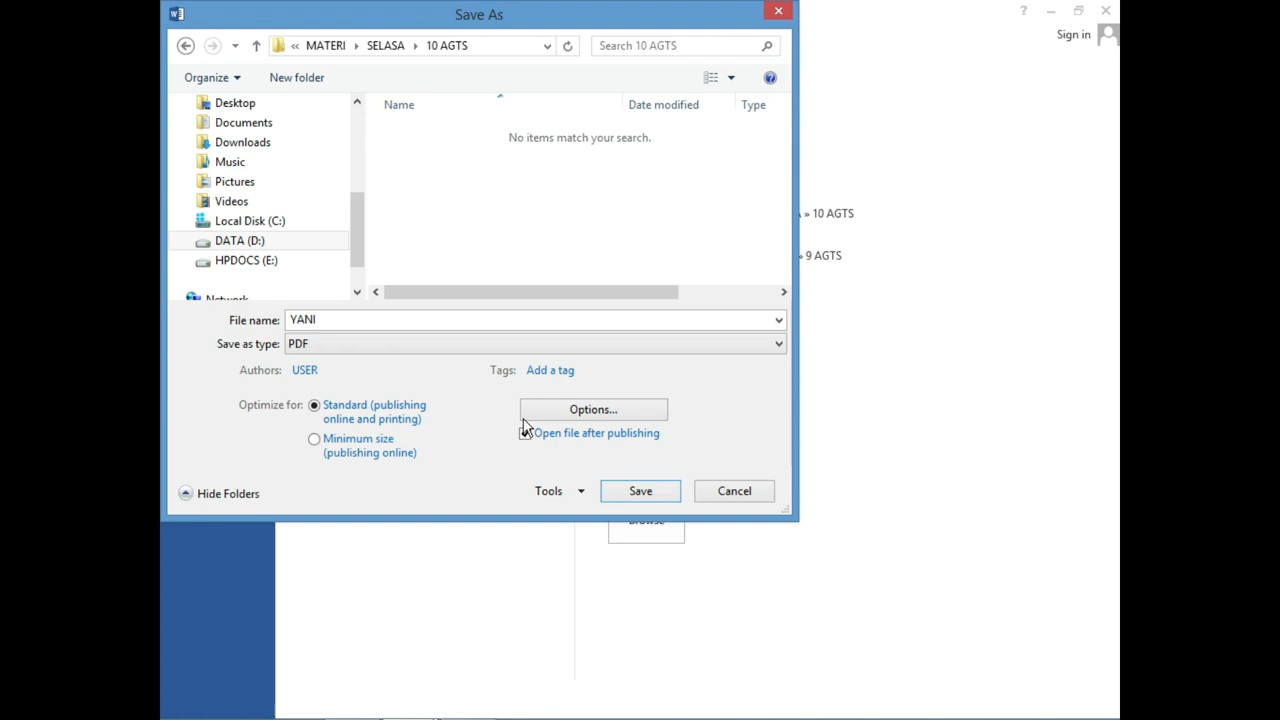 Save As
? 
Sign in
« MATERI SELASA 10 AGTS
Search 10 AGTS
Organize
New folder
Desktop
Documents
Downloads
Music
Pictures
Videos
Local Disk (C:)
DATA (D:)
HPDOCS (E:)
Network
Name
Date modified
Type
No items match your search.
» 10 AGTS
» 9 AGTS
File name: YANI
Save as type: PDF
Authors: USER
Tags: Add a tag
Optimize for:
Standard (publishing
online and printing)
Minimum size
(publishing online)
Options...
Open file after publishing
Hide Folders
Tools
Save
Cancel
Browse